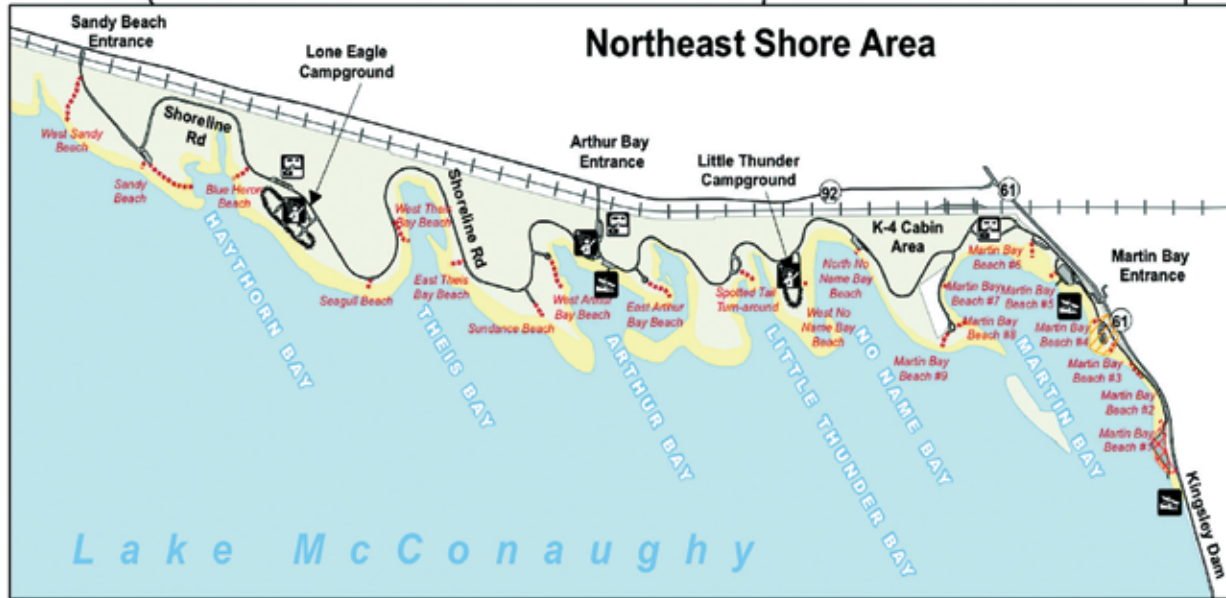 Northeast Shore Area
Sandy Beach
Entrance
Lone Eagle
Campground
Arthur Bay
Entrance
Little Thunder
Campground
92
61
Shoreline
Rd
West Sandy
Beach
Sandy
Beach
Blue Heron
Beach
HAYTHORN BAY
Seagull Beach
West Theis
Bay Beach
Shoreline Rd
East Theis
Bay Beach
THEIS BAY
Sundance Beach
West Arthur
Bay Beach
East Arthur
Bay Beach
ARTHUR BAY
Spotted Tail
Turn-around
LITTLE THUNDER BAY
North No
Name Bay
Beach
West No
Name Bay
Beach
NO NAME BAY
K-4 Cabin
Area
Martin Bay
Entrance
Martin Bay
Beach #6
Martin Bay
Beach #7
Martin Bay
Beach #5
Martin Bay
Beach #8
Martin Bay
Beach #4
61
Martin Bay
Beach #9
Martin Bay
Beach #3
MARTIN BAY
Martin Bay
Beach #2
Martin Bay
Beach
Kingsley Dam
Lake McConaughy